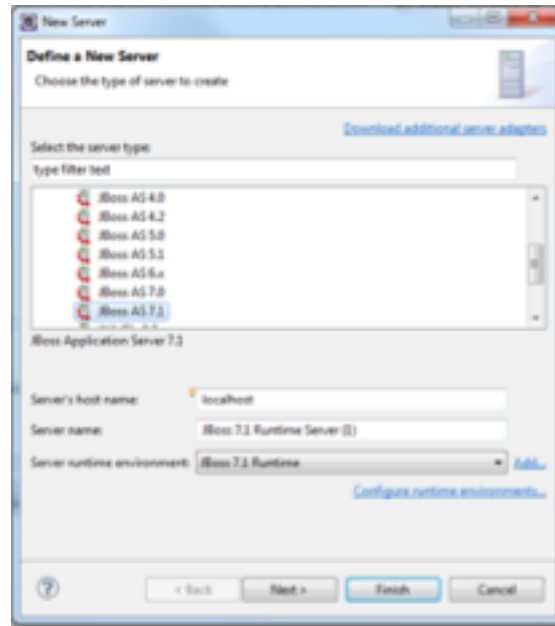 New Server
Define a New Server
Choose the type of server to create
Download additional server adapters
Select the server type:
type filter text
JBoss AS 4.0
JBoss AS 4.2
JBoss AS 5.0
JBoss AS 5.1
JBoss AS 6.x
JBoss AS 7.0
JBoss AS 7.1
JBoss Application Server 7.1
Server's host name: localhost
Server name: JBoss 7.1 Runtime Server (1)
Server runtime environment: JBoss 7.1 Runtime Add...
Configure runtime environments...
? < Back Next > Finish Cancel